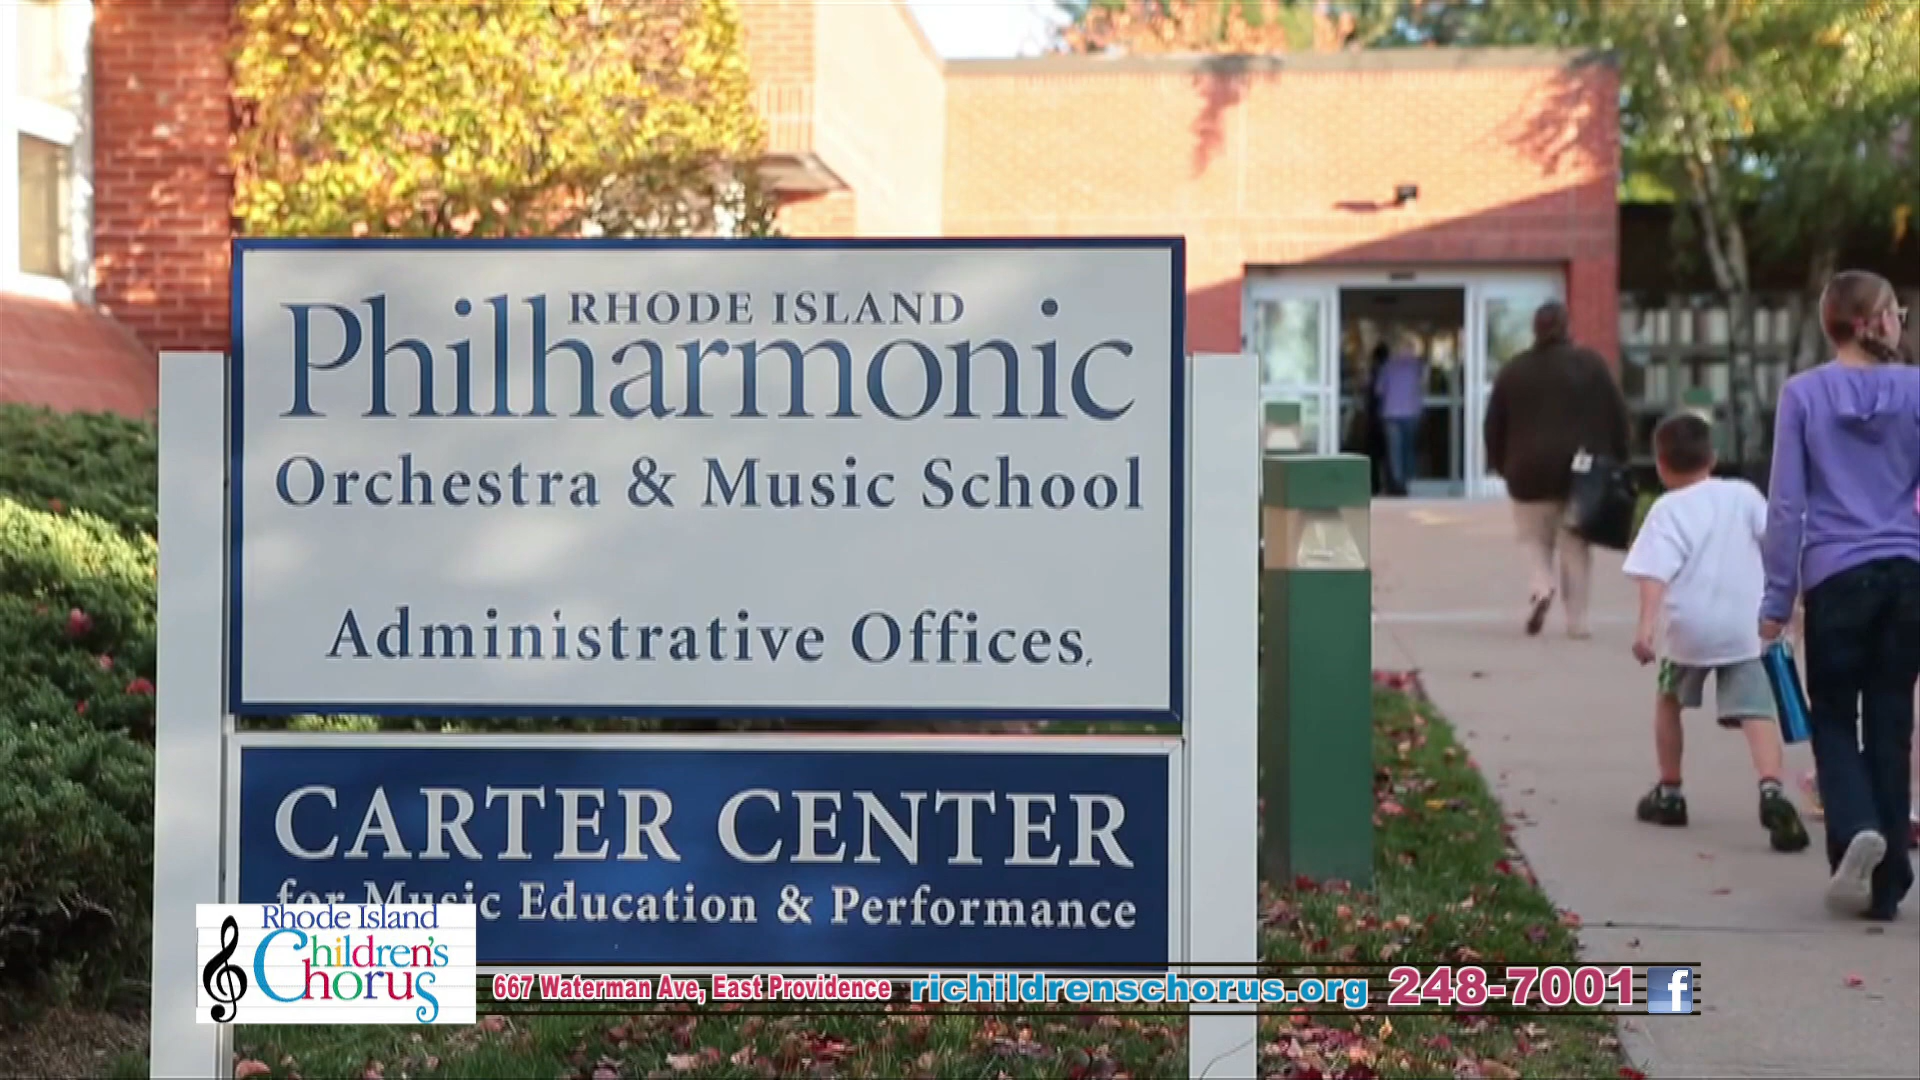 RHODE ISLAND
Philharmonic
Orchestra & Music School
Administrative Offices
CARTER CENTER
for Music Education & Performance
Rhode Island
Children's
Chorus
667 Waterman Ave, East Providence richildrenschorus.org 248-7001 f